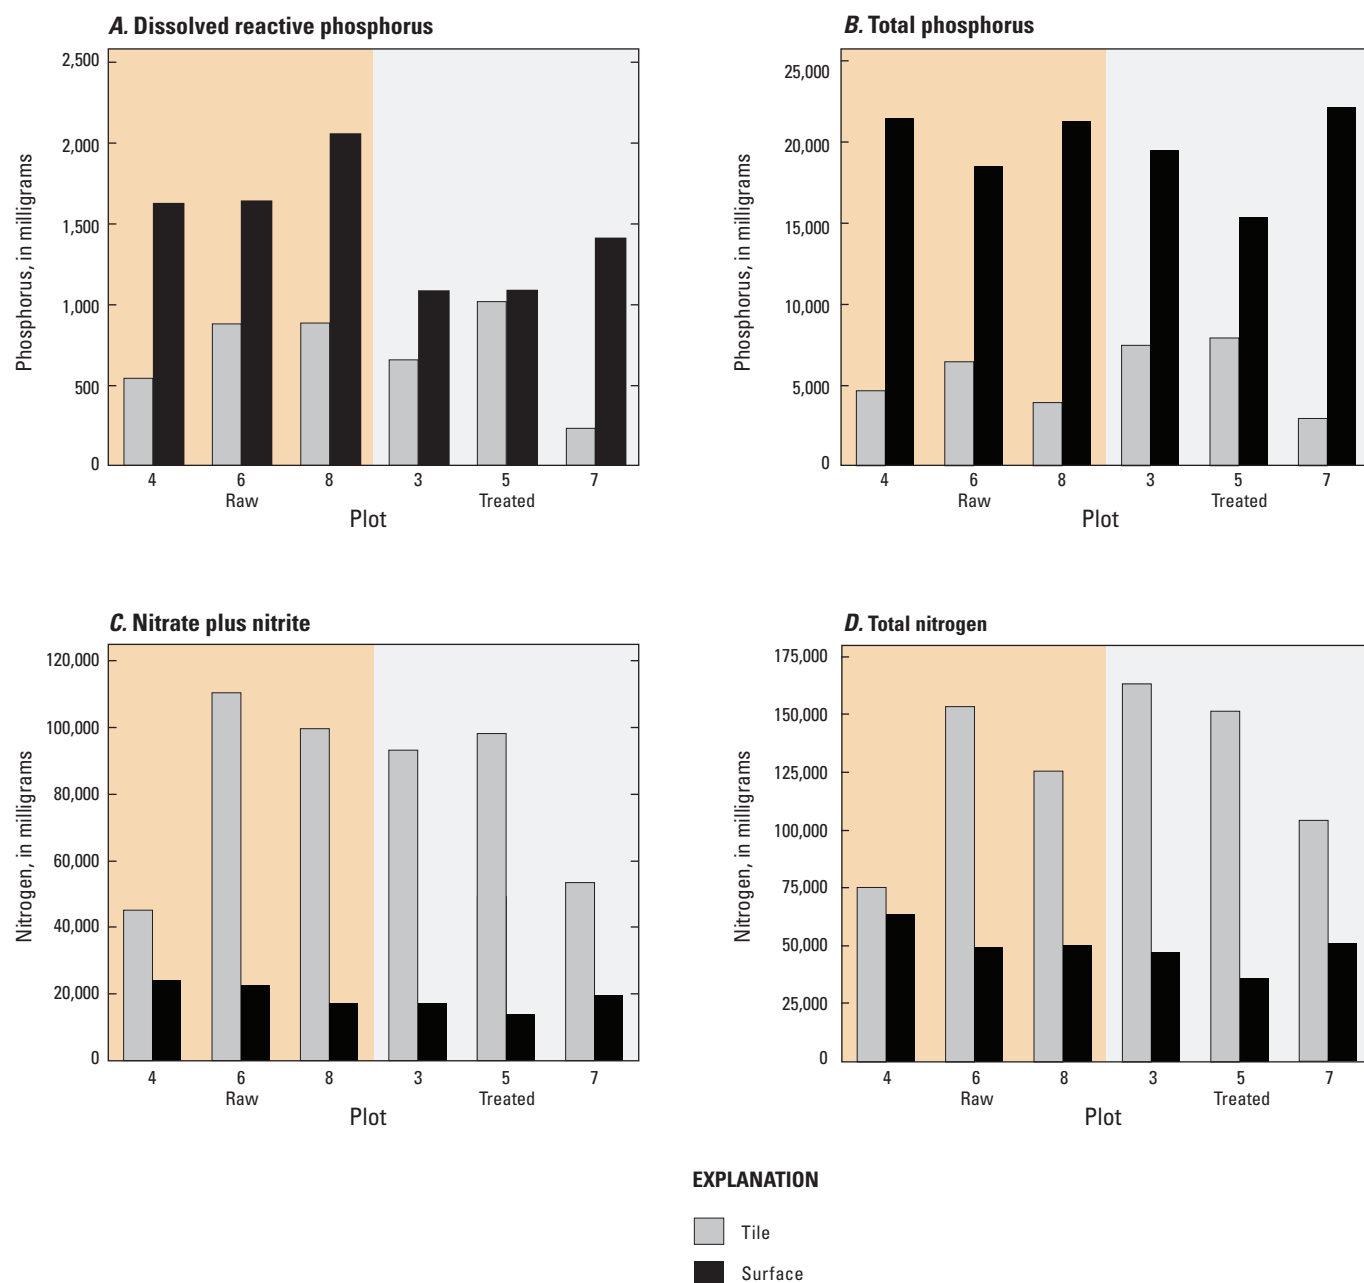 A. Dissolved reactive phosphorus
2,500
2,000
1,500
1,000
500
0
Phosphorus, in milligrams
4 6 8 3 5 7
Raw Treated
Plot
B. Total phosphorus
25,000
20,000
15,000
10,000
5,000
0
Phosphorus, in milligrams
4 6 8 3 5 7
Raw Treated
Plot
C. Nitrate plus nitrite
120,000
100,000
80,000
60,000
40,000
20,000
0
Nitrogen, in milligrams
4 6 8 3 5 7
Raw Treated
Plot
D. Total nitrogen
175,000
150,000
125,000
100,000
75,000
50,000
25,000
0
Nitrogen, in milligrams
4 6 8 3 5 7
Raw Treated
Plot
EXPLANATION
Tile
Surface